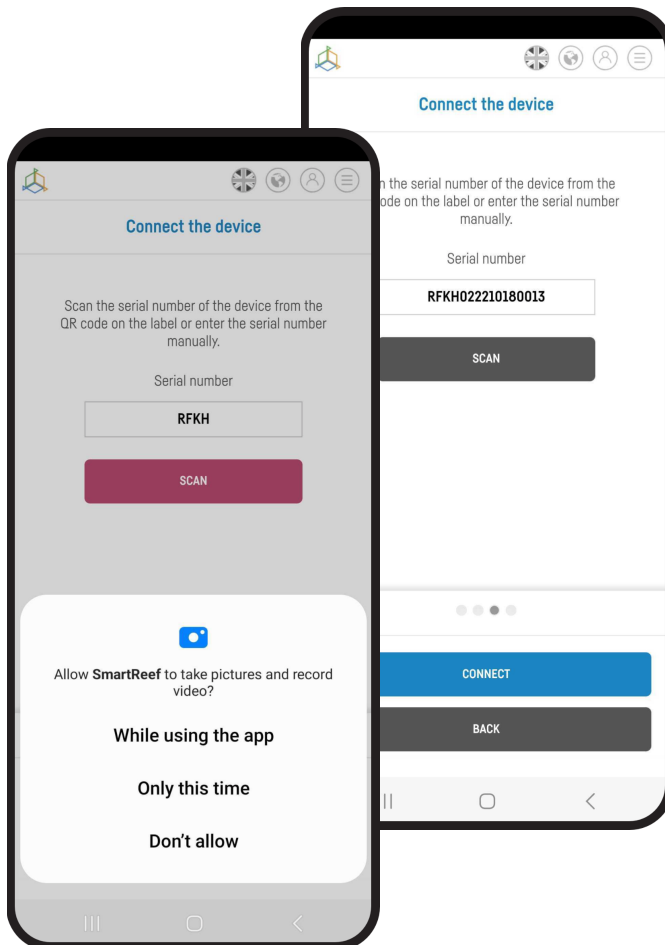 Connect the device
Scan the serial number of the device from the
QR code on the label or enter the serial number
manually.
Serial number
RFKH
SCAN
Allow SmartReef to take pictures and record
video?
While using the app
Only this time
Don't allow
Connect the device
the serial number of the device from the
on the label or enter the serial number
manually.
Serial number
RFKH022210180013
SCAN
CONNECT
BACK